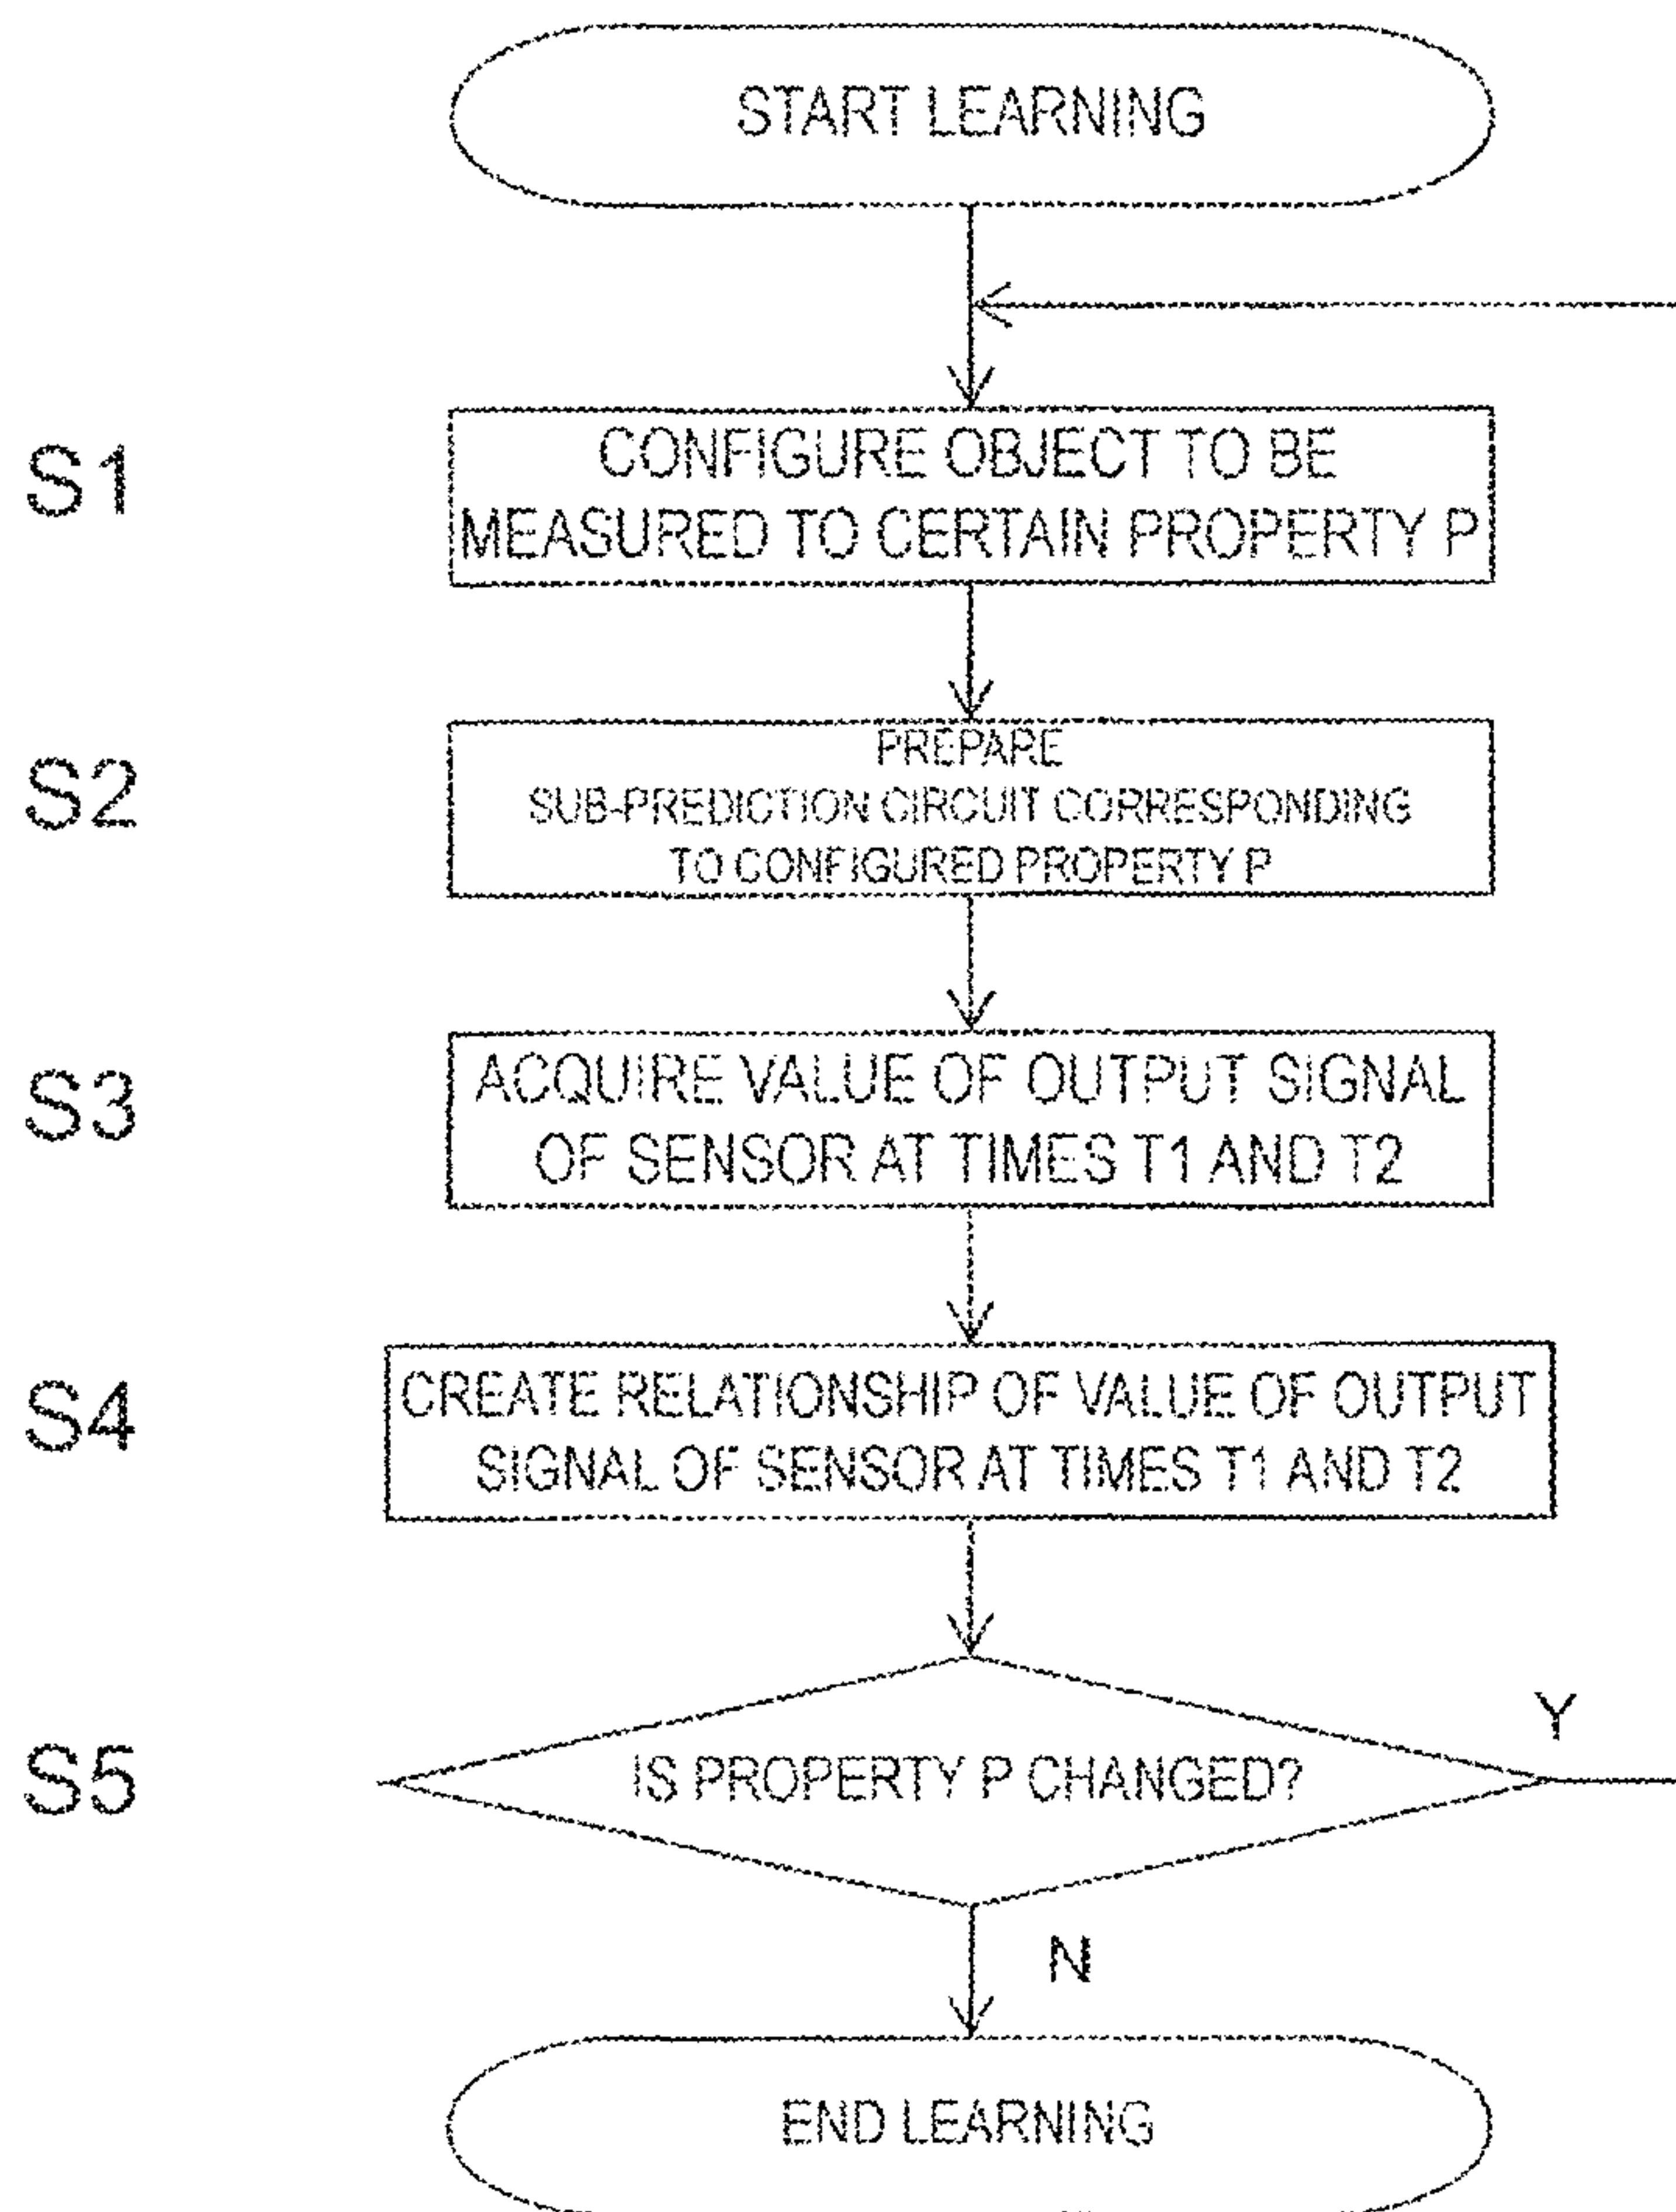 START LEARNING
S1
CONFIGURE OBJECT TO BE
MEASURED TO CERTAIN PROPERTY P
S2
PREPARE
SUB-PREDICTION CIRCUIT CORRESPONDING
TO CONFIGURED PROPERTY P
S3
ACQUIRE VALUE OF OUTPUT SIGNAL
OF SENSOR AT TIMES T1 AND T2
S4
CREATE RELATIONSHIP OF VALUE OF OUTPUT
SIGNAL OF SENSOR AT TIMES T1 AND T2
S5
IS PROPERTY P CHANGED?
Y
N
END LEARNING